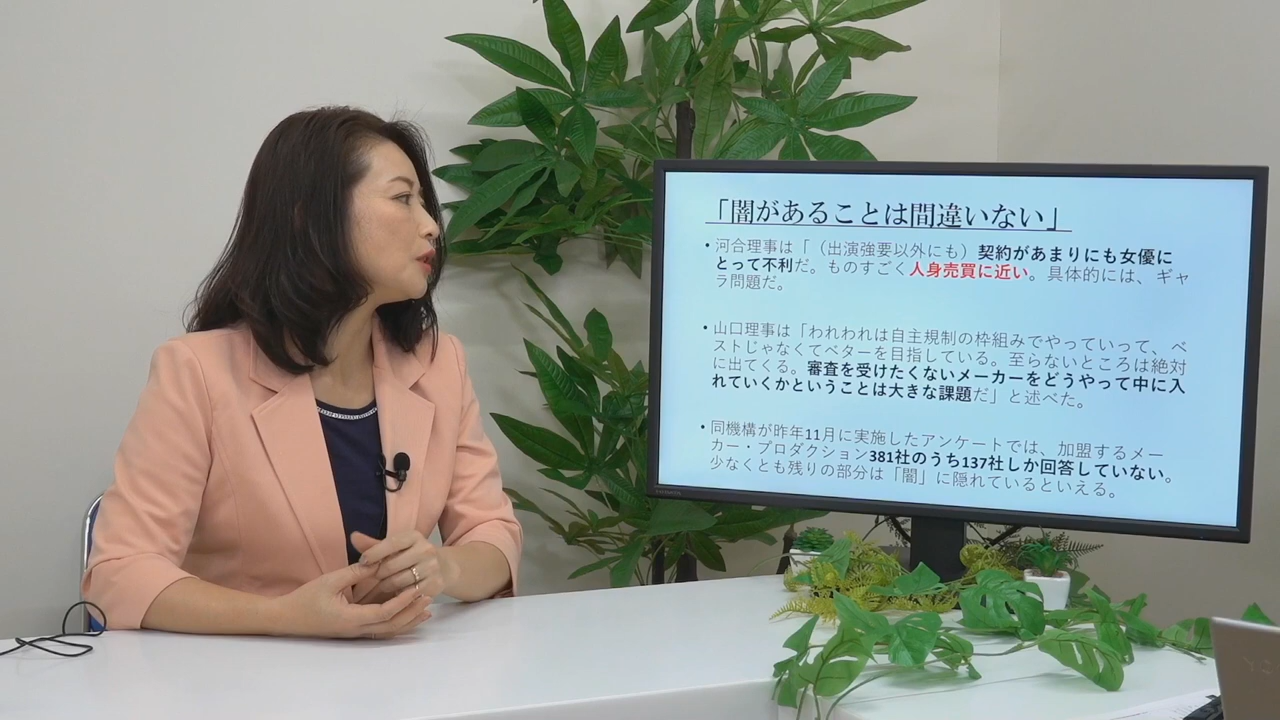 「闇があることは間違いない」
•河合理事は「（出演強要以外にも）契約があまりにも女優に
とって不利だ。ものすごく人身売買に近い。具体的には、ギャ
ラ問題だ。
•山口理事は「われわれは自主規制の枠組みでやっていって、ベ
ストじゃなくてベターを目指している。至らないところは絶対
に出てくる。審査を受けたくないメーカーをどうやって中に入
れていくかということは大きな課題だ」と述べた。
•同機構が昨年11月に実施したアンケートでは、加盟するメー
カー・プロダクション381社のうち137社しか回答していない。
少なくとも残りの部分は「闇」に隠れているといえる。